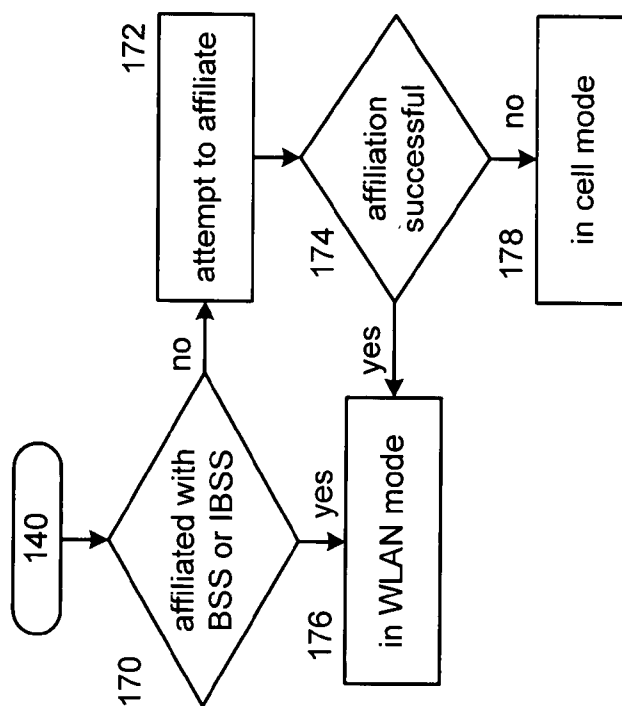 140
170
affiliated with
BSS or IBSS
no
yes
172
attempt to affiliate
174
affiliation
successful
yes
no
176
in WLAN mode
178
in cell mode